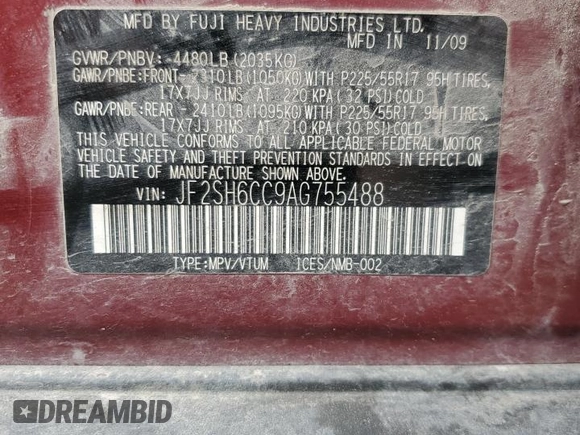 MFD BY FUJI HEAVY INDUSTRIES LTD.
MFD IN 11/09
GVWR/PNBV: 4480LB (2035KG)
GAWR/PNBE:FRONT- 2310LB(1050KG)WITH P225/55R17 95H TIRES,
17X7JJ RIMS, AT 220 KPA( 32 PSI)COLD
GAWR/PNBE:REAR - 2410LB(1095KG)WITH P225/55R17 95H TIRES,
17X7JJ RIMS, AT 210 KPA( 30 PSI)COLD
THIS VEHICLE CONFORMS TO ALL APPLICABLE FEDERAL MOTOR
VEHICLE SAFETY AND THEFT PREVENTION STANDARDS IN EFFECT
ON THE DATE OF MANUFACTURE SHOWN ABOVE.
VIN: JF2SH6CC9AG755488
TYPE:MPV/VTUM ICES/NMB-002
DREAMBID